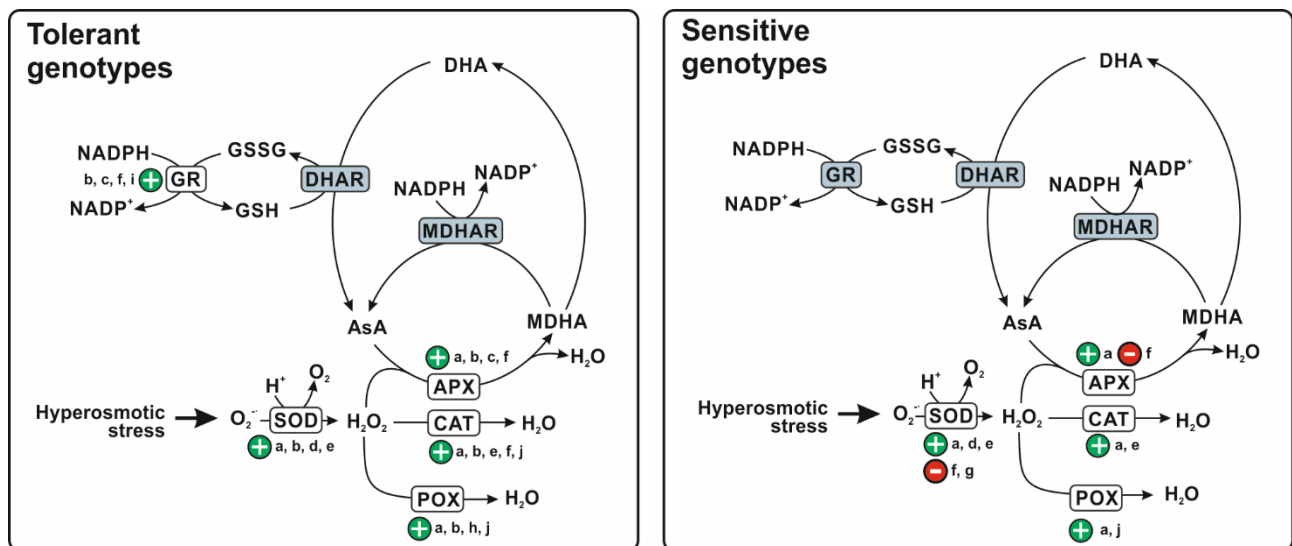 Tolerant
genotypes
DHA
NADPH
GSSG
b, c, f, i + GR
DHAR
NADP+
GSH
NADPH
NADP+
MDHAR
AsA
MDHA
+ a, b, c, f
H2O
APX
H+
O2
Hyperosmotic
stress
O2·-
SOD
H2O2
CAT
H2O
+ a, b, d, e
+ a, b, e, f, j
POX
H2O
+ a, b, h, j
Sensitive
genotypes
DHA
NADPH
GSSG
GR
DHAR
NADP+
GSH
NADPH
NADP+
MDHAR
AsA
MDHA
+ a - f
H2O
APX
H+
O2
Hyperosmotic
stress
O2·-
SOD
H2O2
CAT
H2O
+ a, d, e
- f, g
+ a, e
POX
H2O
+ a, j